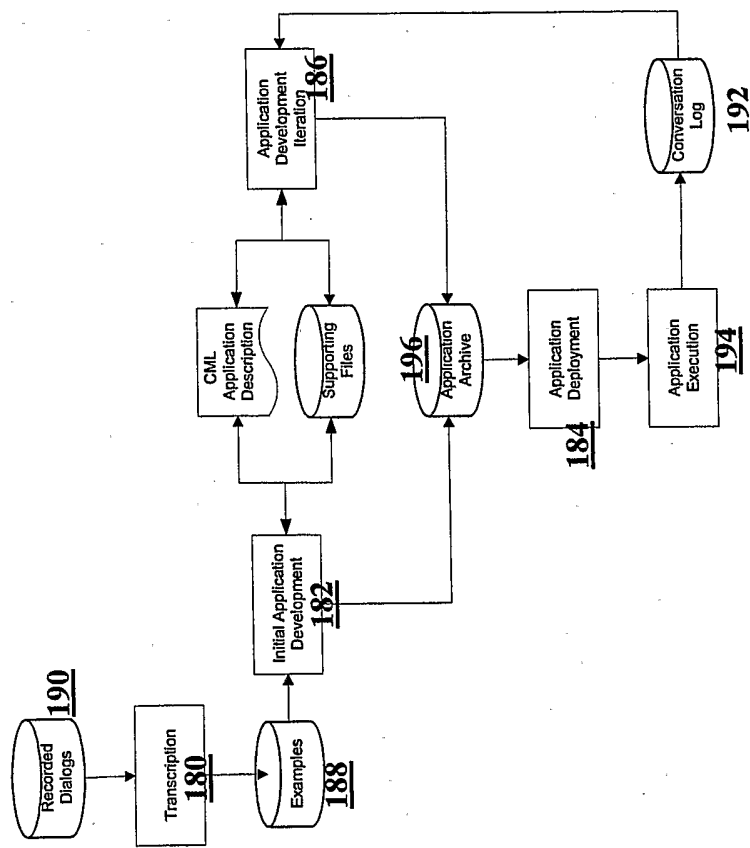 Recorded
Dialogs
190
Transcription
180
Examples
188
Initial Application
Development
182
CML
Application
Description
Supporting
Files
Application
Development
Iteration
186
196
Application
Archive
Application
Deployment
184
Application
Execution
194
Conversation
Log
192